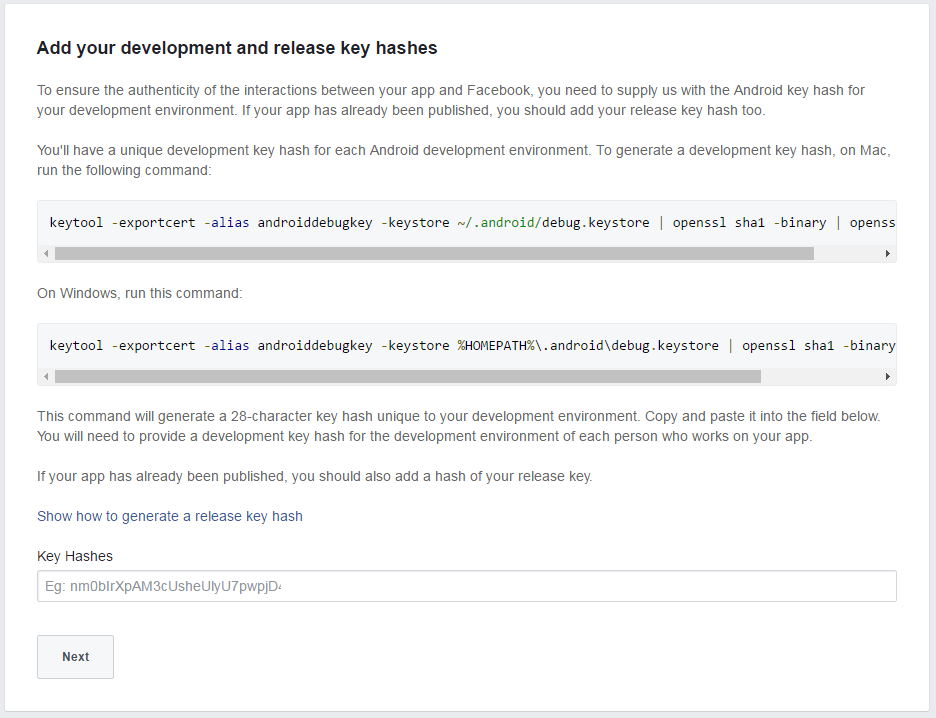 Add your development and release key hashes
To ensure the authenticity of the interactions between your app and Facebook, you need to supply us with the Android key hash for
your development environment. If your app has already been published, you should add your release key hash too.
You'll have a unique development key hash for each Android development environment. To generate a development key hash, on Mac,
run the following command:
keytool -exportcert -alias androiddebugkey -keystore ~/.android/debug.keystore | openssl sha1 -binary | openss
On Windows, run this command:
keytool -exportcert -alias androiddebugkey -keystore %HOMEPATH%\.android\debug.keystore | openssl sha1 -binary
This command will generate a 28-character key hash unique to your development environment. Copy and paste it into the field below.
You will need to provide a development key hash for the development environment of each person who works on your app.
If your app has already been published, you should also add a hash of your release key.
Show how to generate a release key hash
Key Hashes
Eg:
Next